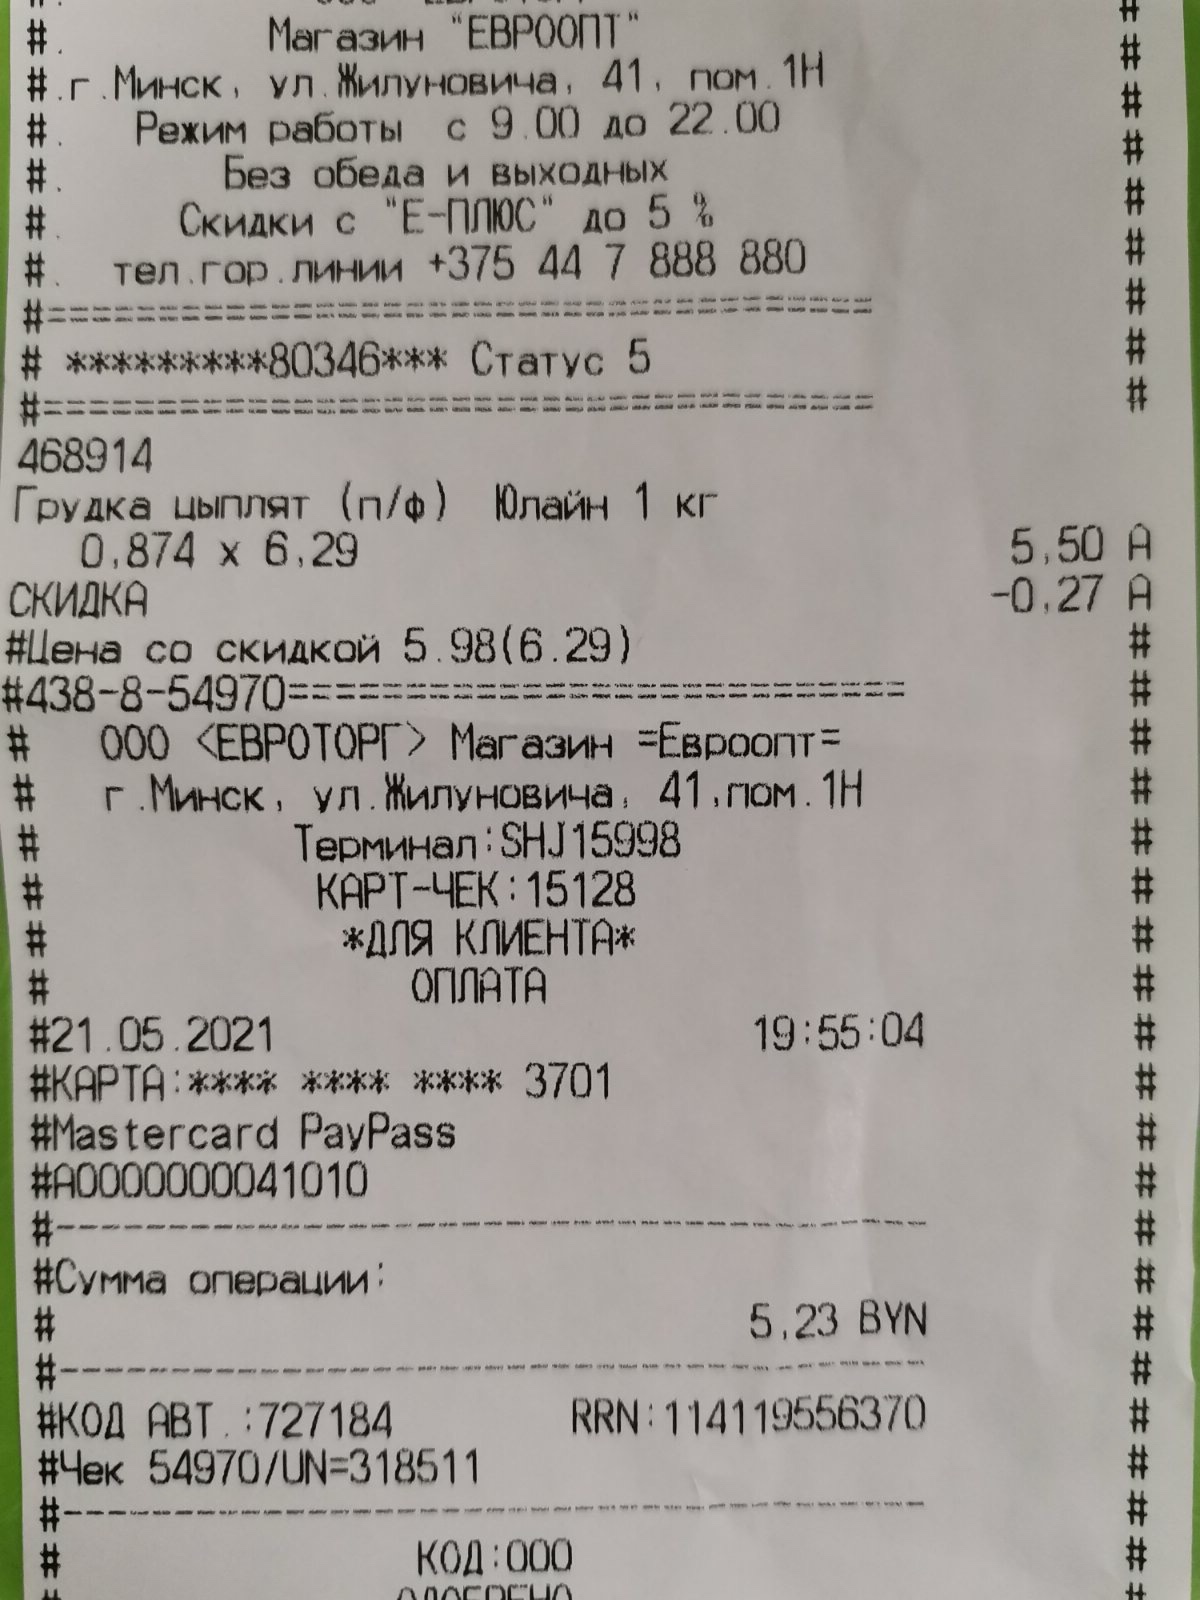 #. Магазин "ЕВРООПТ" #
#.г.Минск, ул.Жилуновича, 41, пом.1Н #
#. Режим работы с 9.00 до 22.00 #
#. Без обеда и выходных #
#. Скидки с "Е-ПЛЮС" до 5 % #
#. тел.гор.линии +375 44 7 888 880 #
#===================================== #
# *********80346*** Статус 5 #
#===================================== #
468914
Грудка цыплят (п/ф) Юлайн 1 кг
0,874 x 6,29 5,50 А
СКИДКА -0,27 А
#Цена со скидкой 5.98(6.29) #
#438-8-54970============================ #
# ООО <ЕВРОТОРГ> Магазин =Евроопт= #
# г.Минск, ул.Жилуновича, 41,пом.1Н #
# Терминал:SHJ15998 #
# КАРТ-ЧЕК:15128 #
# *ДЛЯ КЛИЕНТА* #
# ОПЛАТА #
#21.05.2021 19:55:04 #
#КАРТА:**** **** **** 3701 #
#Mastercard PayPass #
#A0000000041010 #
#--------------------------------------- #
#Сумма операции: #
# 5,23 BYN #
#--------------------------------------- #
#КОД АВТ.:727184 RRN:114119556370 #
#Чек 54970/UN=318511 #
#--------------------------------------- #
# КОД:000 #
# ОДОБРЕНО #